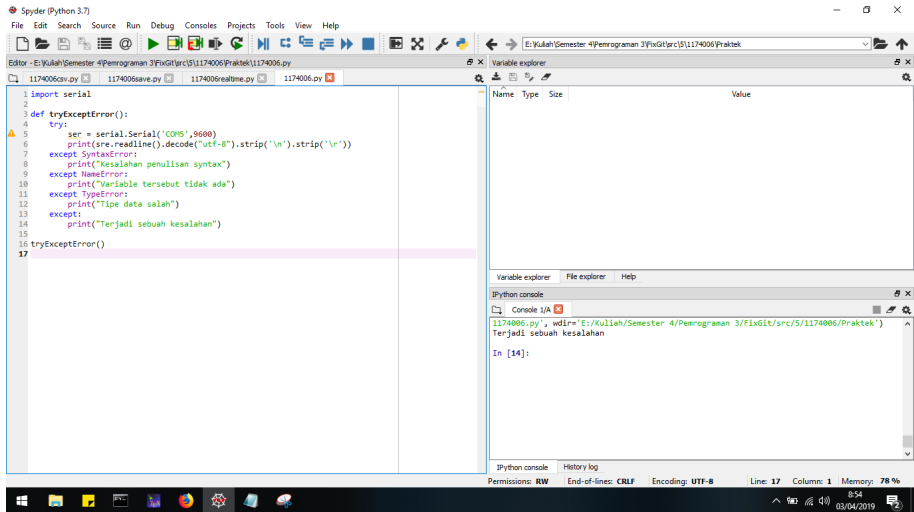 Spyder (Python 3.7)
File Edit Search Source Run Debug Consoles Projects Tools View Help
E:\Kuliah\Semester 4\Pemrograman 3\FixGit\src\5\1174006\Praktek
Editor - E:\Kuliah\Semester 4\Pemrograman 3\FixGit\src\5\1174006\Praktek\1174006.py
1174006csv.py 1174006save.py 1174006realtime.py 1174006.py
1 import serial
2
3 def tryExceptError():
4     try:
5         ser = serial.Serial('COM5',9600)
6         print(sre.readline().decode("utf-8").strip('\n').strip('\r'))
7     except SyntaxError:
8         print("Kesalahan penulisan syntax")
9     except NameError:
10         print("Variable tersebut tidak ada")
11     except TypeError:
12         print("Tipe data salah")
13     except:
14         print("Terjadi sebuah kesalahan")
15
16 tryExceptError()
17
Variable explorer
Name Type Size Value
Variable explorer File explorer Help
IPython console
Console 1/A
1174006.py', wdir='E:/Kuliah/Semester 4/Pemrograman 3/FixGit/src/5/1174006/Praktek')
Terjadi sebuah kesalahan
In [14]:
IPython console History log
Permissions: RW End-of-lines: CRLF Encoding: UTF-8 Line: 17 Column: 1 Memory: 78 %
8:54
03/04/2019
2